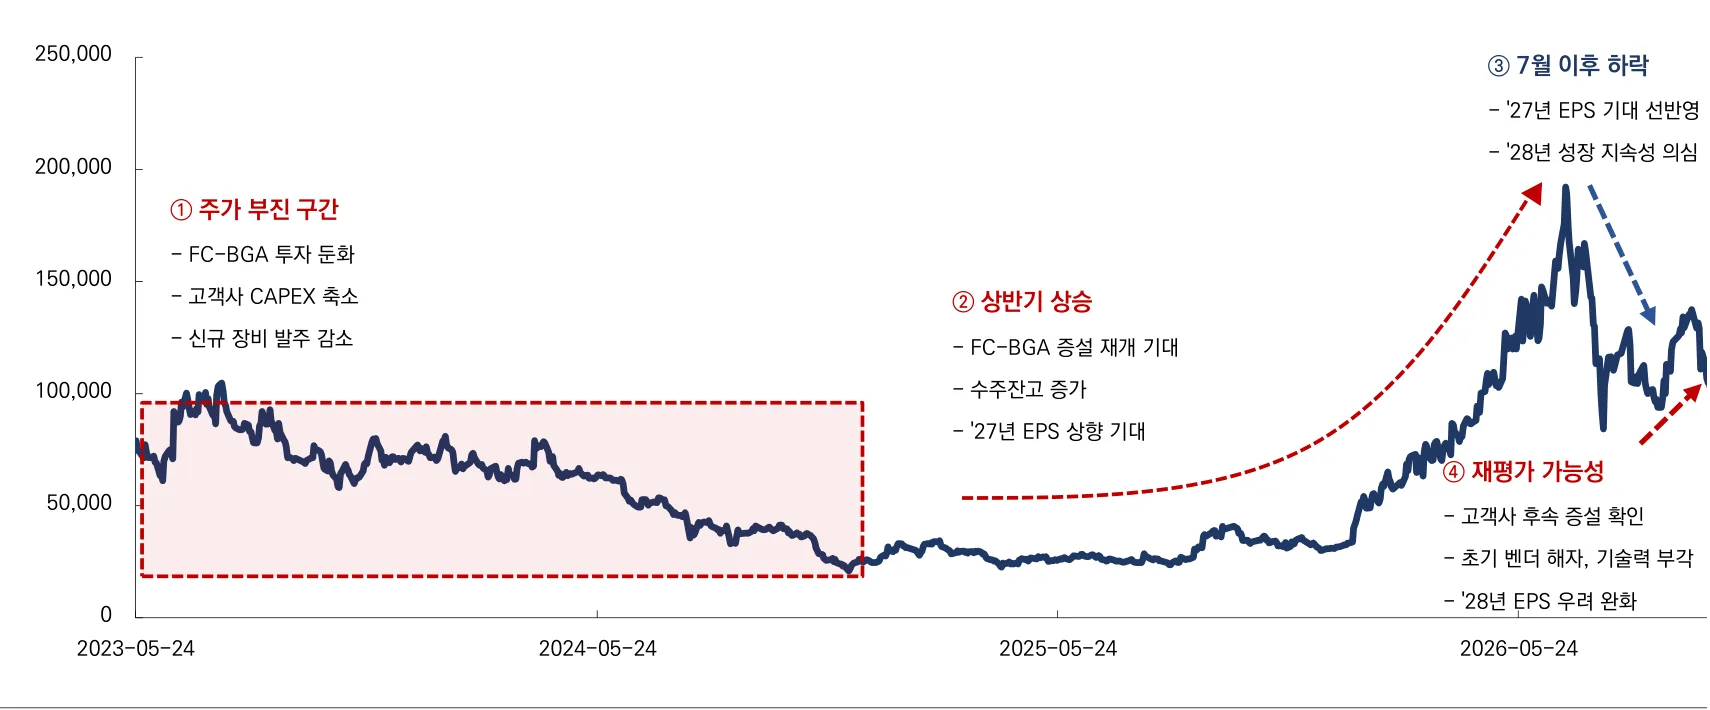 250,000
200,000
150,000
100,000
50,000
0
① 주가 부진 구간
- FC-BGA 투자 둔화
- 고객사 CAPEX 축소
- 신규 장비 발주 감소
② 상반기 상승
- FC-BGA 증설 재개 기대
- 수주잔고 증가
- '27년 EPS 상향 기대
③ 7월 이후 하락
- '27년 EPS 기대 선반영
- '28년 성장 지속성 의심
④ 재평가 가능성
- 고객사 후속 증설 확인
- 초기 벤더 해자, 기술력 부각
- '28년 EPS 우려 완화
2023-05-24
2024-05-24
2025-05-24
2026-05-24